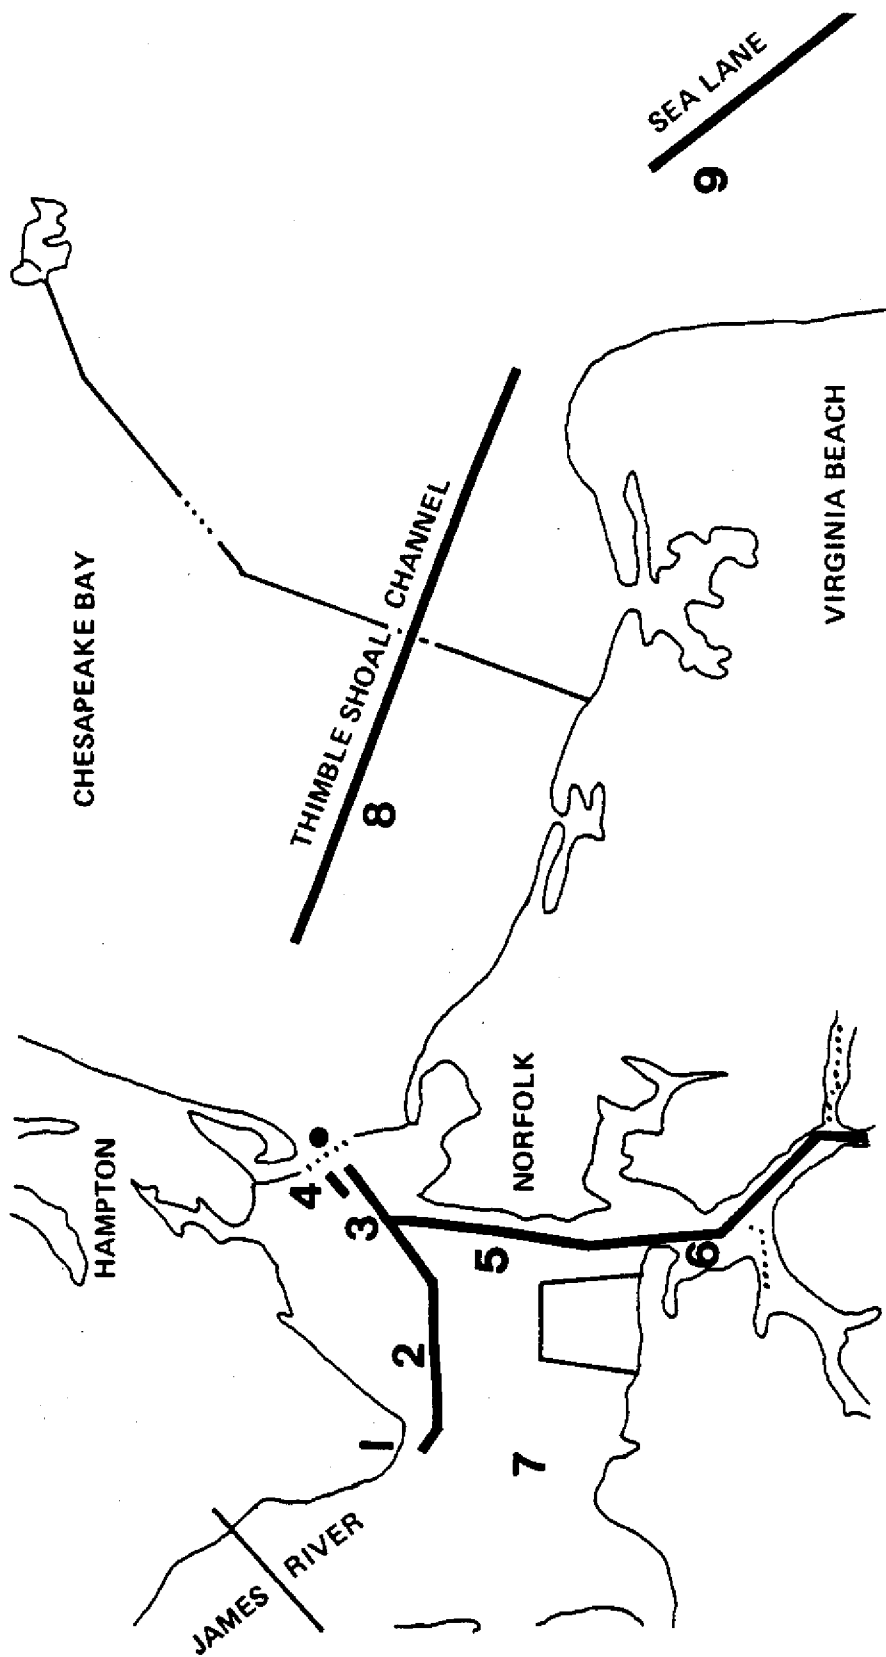 CHESAPEAKE BAY
SEA LANE
9
THIMBLE SHOAL CHANNEL
8
VIRGINIA BEACH
HAMPTON
4
3
NORFOLK
5
6
2
1
7
JAMES RIVER